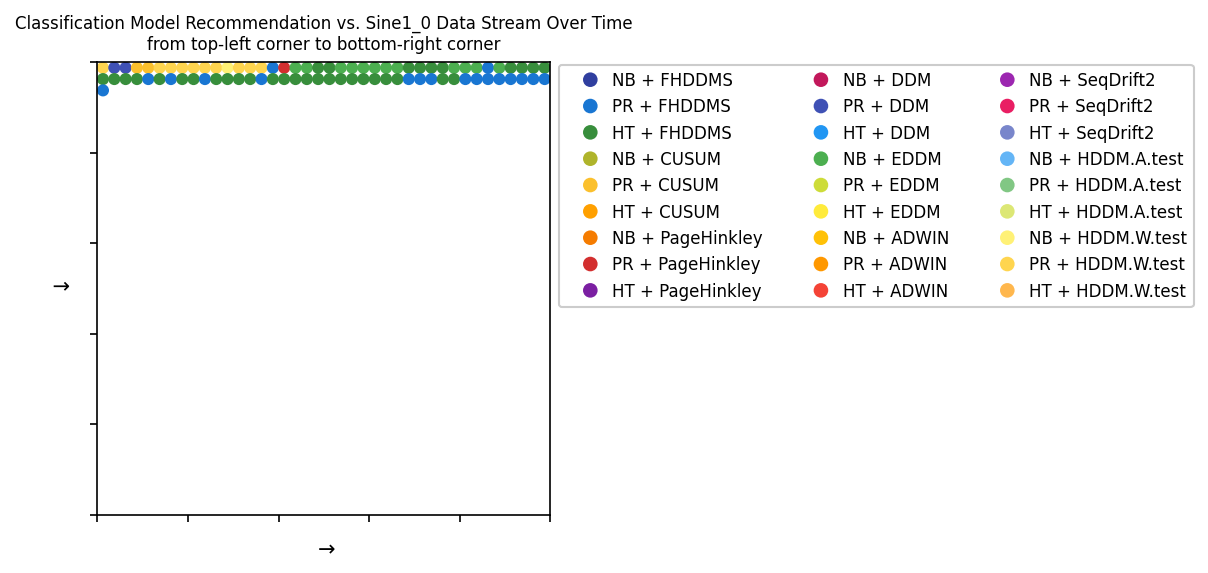 Classification Model Recommendation vs. Sine1_0 Data Stream Over Time
from top-left corner to bottom-right corner
NB + FHDDMS
PR + FHDDMS
HT + FHDDMS
NB + CUSUM
PR + CUSUM
HT + CUSUM
NB + PageHinkley
PR + PageHinkley
HT + PageHinkley
NB + DDM
PR + DDM
HT + DDM
NB + EDDM
PR + EDDM
HT + EDDM
NB + ADWIN
PR + ADWIN
HT + ADWIN
NB + SeqDrift2
PR + SeqDrift2
HT + SeqDrift2
NB + HDDM.A.test
PR + HDDM.A.test
HT + HDDM.A.test
NB + HDDM.W.test
PR + HDDM.W.test
HT + HDDM.W.test
→
→